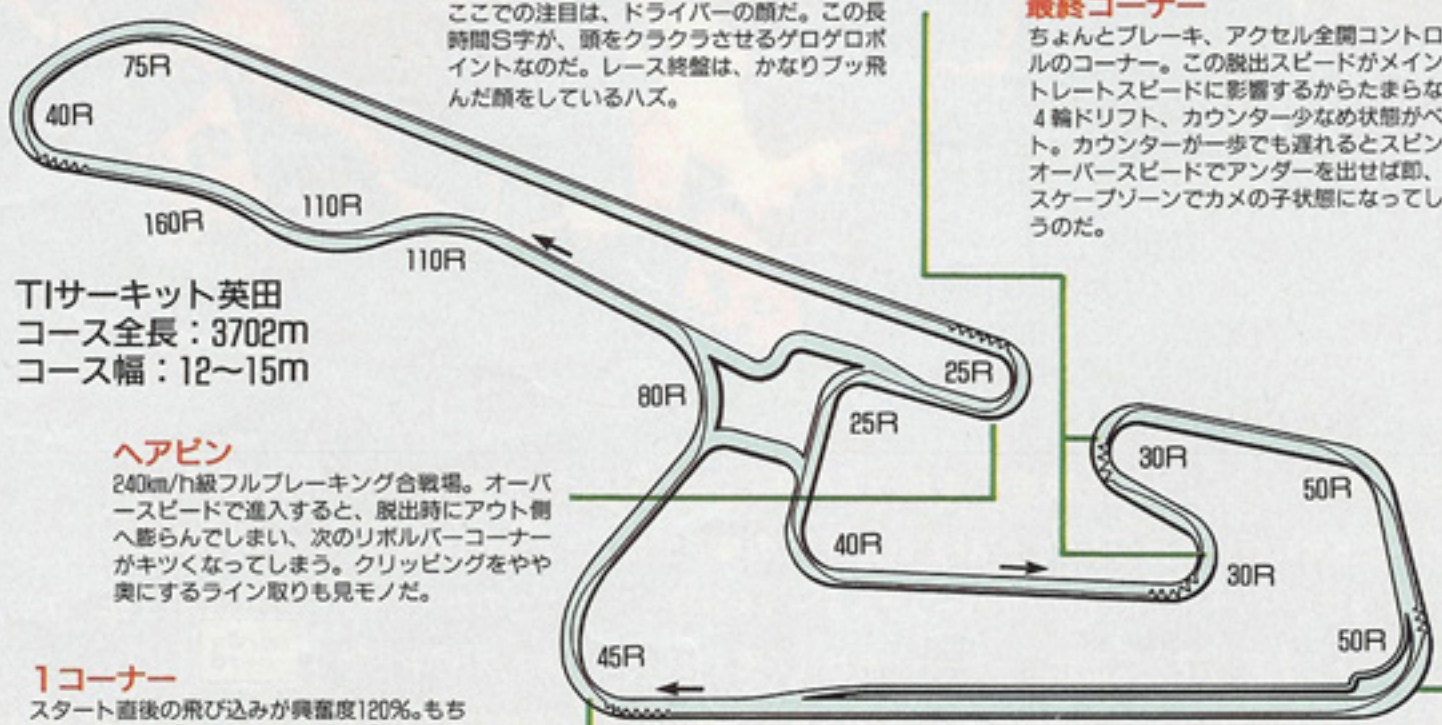 ここでの注目は、ドライバーの顔だ。この長
時間S字が、頭をクラクラさせるゲロゲロポ
イントなのだ。レース終盤は、かなりブッ飛
んだ顔をしているハズ。
最終コーナー
ちょんとブレーキ、アクセル全開コントロ
ルのコーナー。この脱出スピードがメイン
トレートスピードに影響するからたまらな
4輪ドリフト、カウンター少なめ状態がベ
ト。カウンターが一歩でも遅れるとスピン
オーバースピードでアンダーを出せば即、
スケープゾーンでカメの子状態になってし
うのだ。
75R
40R
160R
110R
110R
TIサーキット英田
コース全長：3702m
コース幅：12〜15m
80R
25R
25R
30R
50R
40R
30R
50R
45R
ヘアピン
240km/h級フルブレーキング合戦場。オーバ
ースピードで進入すると、脱出時にアウト側
へ膨らんでしまい、次のリボルバーコーナー
がキツくなってしまう。クリッピングをやや
奥にするライン取りも見モノだ。
1コーナー
スタート直後の飛び込みが興奮度120%。もち